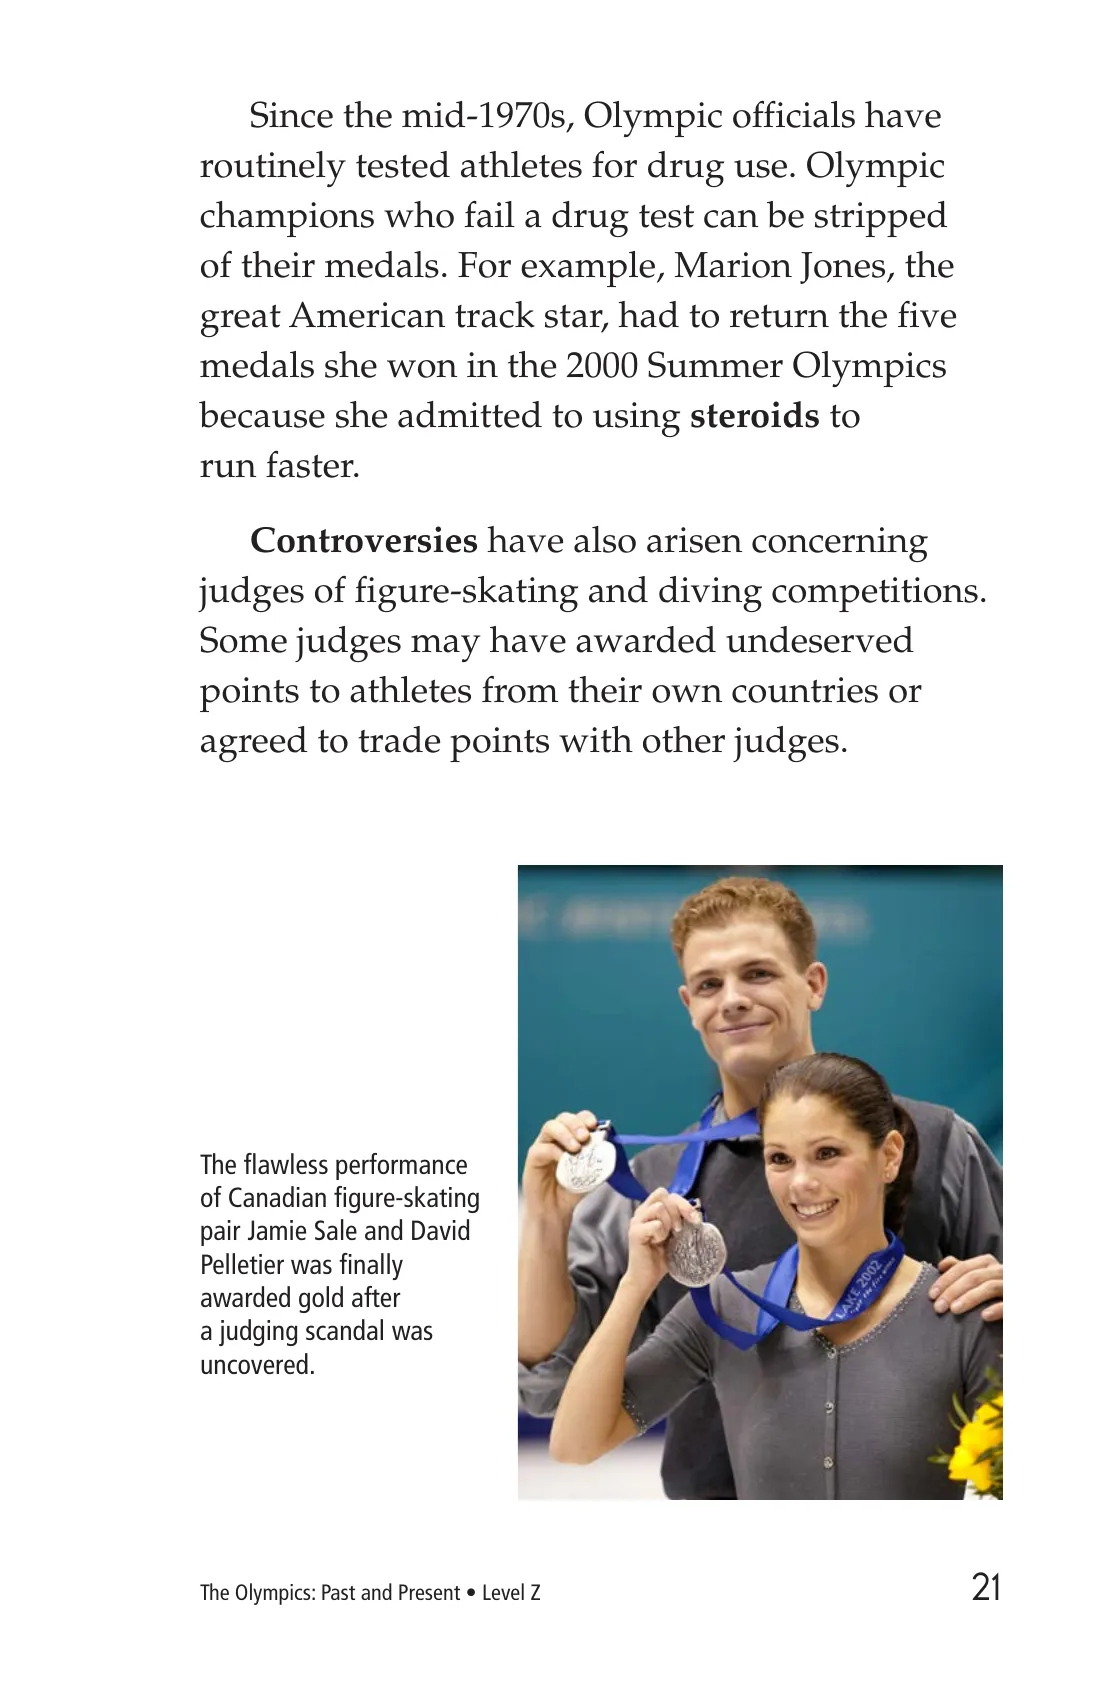 Since the mid-1970s, Olympic officials have
routinely tested athletes for drug use. Olympic
champions who fail a drug test can be stripped
of their medals. For example, Marion Jones, the
great American track star, had to return the five
medals she won in the 2000 Summer Olympics
because she admitted to using steroids to
run faster.
Controversies have also arisen concerning
judges of figure-skating and diving competitions.
Some judges may have awarded undeserved
points to athletes from their own countries or
agreed to trade points with other judges.
The flawless performance
of Canadian figure-skating
pair Jamie Sale and David
Pelletier was finally
awarded gold after
a judging scandal was
uncovered.
LAKE 2002
The Olympics: Past and Present • Level Z
21